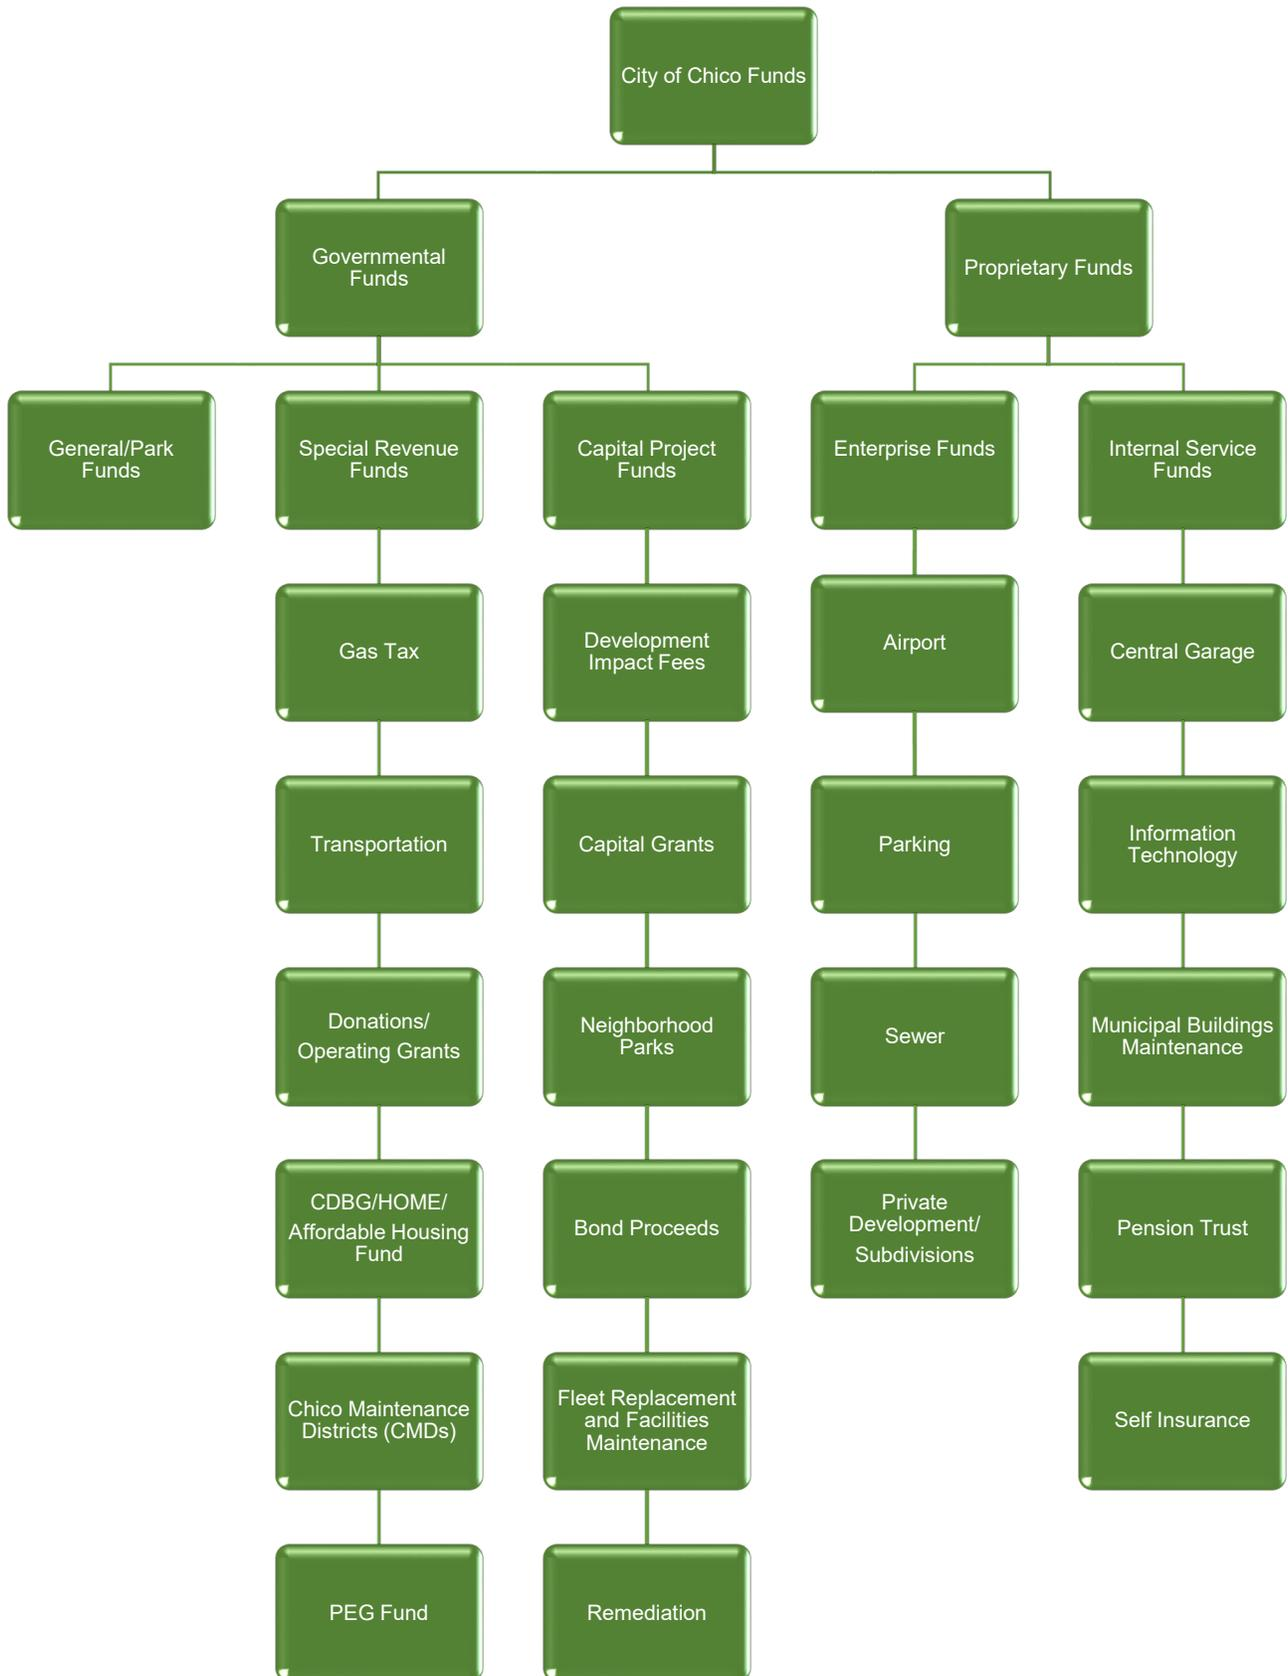 City of Chico Funds
Governmental
Funds
Proprietary Funds
General/Park
Funds
Special Revenue
Funds
Capital Project
Funds
Enterprise Funds
Internal Service
Funds
Gas Tax
Development
Impact Fees
Airport
Central Garage
Transportation
Capital Grants
Parking
Information
Technology
Donations/
Operating Grants
Neighborhood
Parks
Sewer
Municipal Buildings
Maintenance
CDBG/HOME/
Affordable Housing
Fund
Bond Proceeds
Private
Development/
Subdivisions
Pension Trust
Chico Maintenance
Districts (CMDs)
Fleet Replacement
and Facilities
Maintenance
Self Insurance
PEG Fund
Remediation